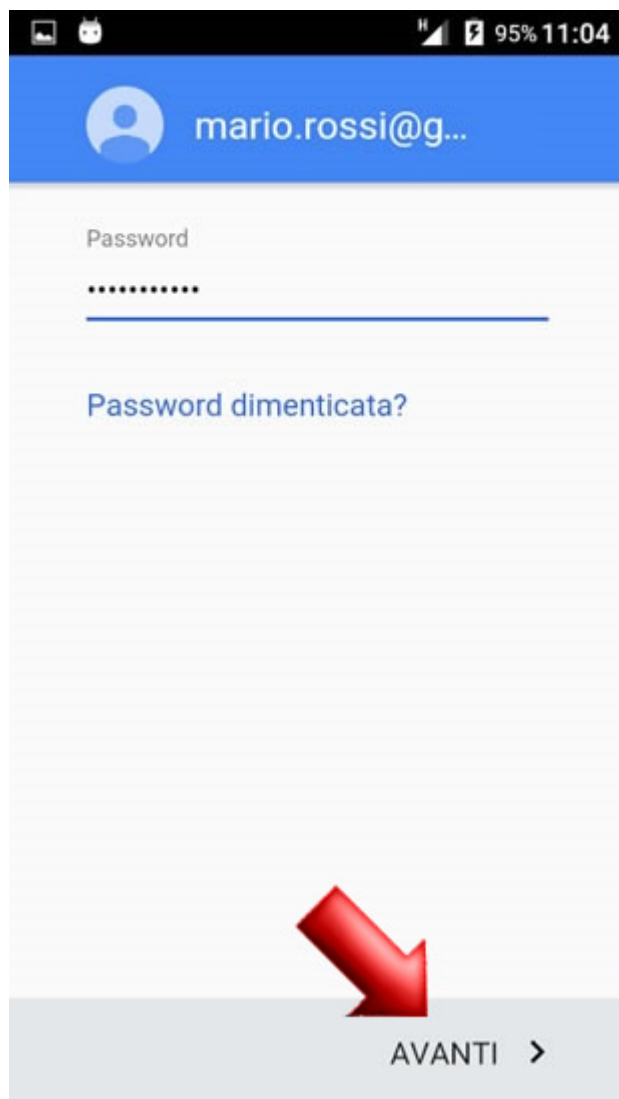 H 95% 11:04
mario.rossi@g...
Password
•••••••••••
Password dimenticata?
AVANTI >